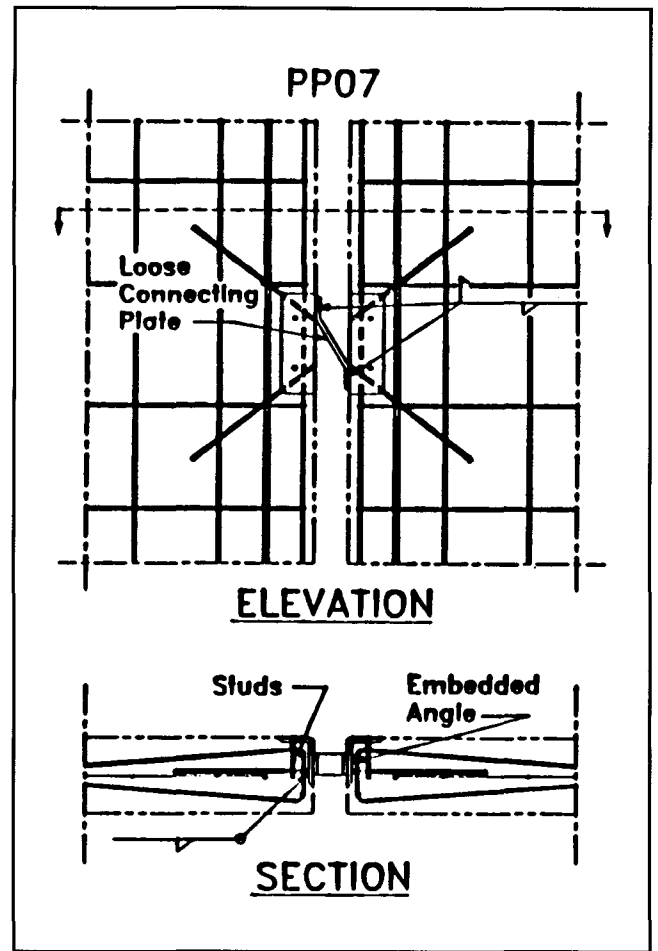 PP07
Loose
Connecting
Plate
ELEVATION
Studs
Embedded
Angle
SECTION